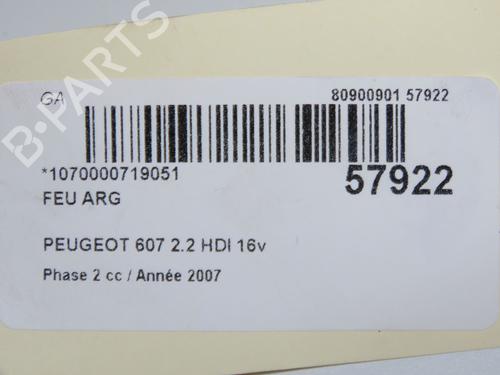 GA 80900901 57922
*1070000719051 57922
FEU ARG
PEUGEOT 607 2.2 HDI 16v
Phase 2 cc / Année 2007
B-PARTS